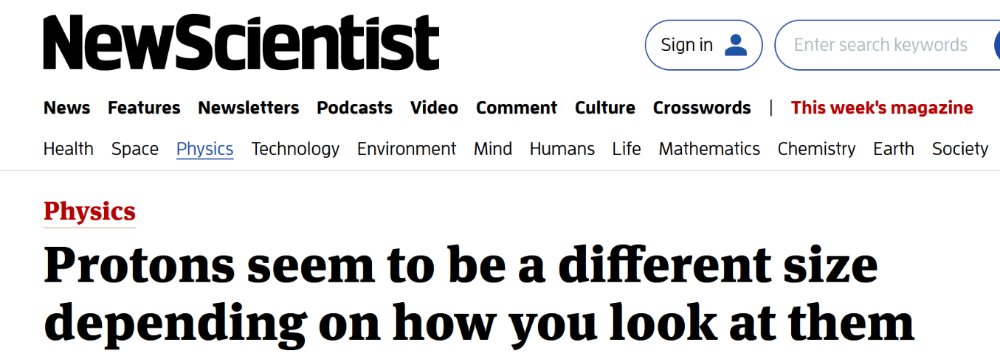 NewScientist
Sign in
Enter search keywords
News Features Newsletters Podcasts Video Comment Culture Crosswords | This week's magazine
Health Space Physics Technology Environment Mind Humans Life Mathematics Chemistry Earth Society
Physics
Protons seem to be a different size
depending on how you look at them